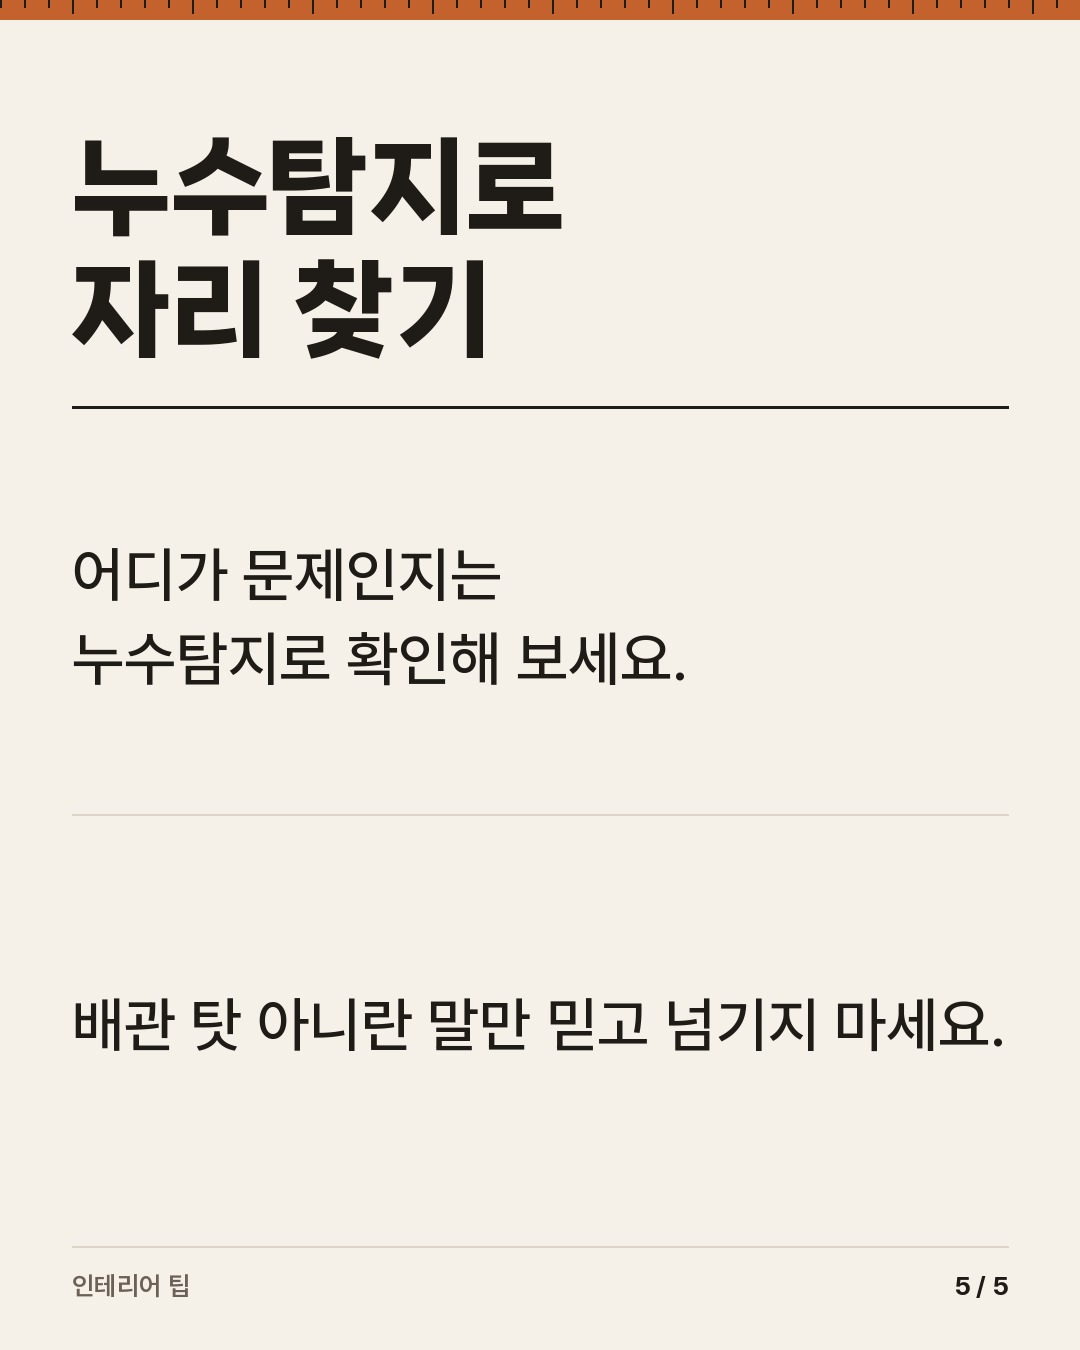 누수탐지로
자리 찾기
어디가 문제인지는
누수탐지로 확인해 보세요.
배관 탓 아니란 말만 믿고 넘기지 마세요.
인테리어 팁
5 / 5